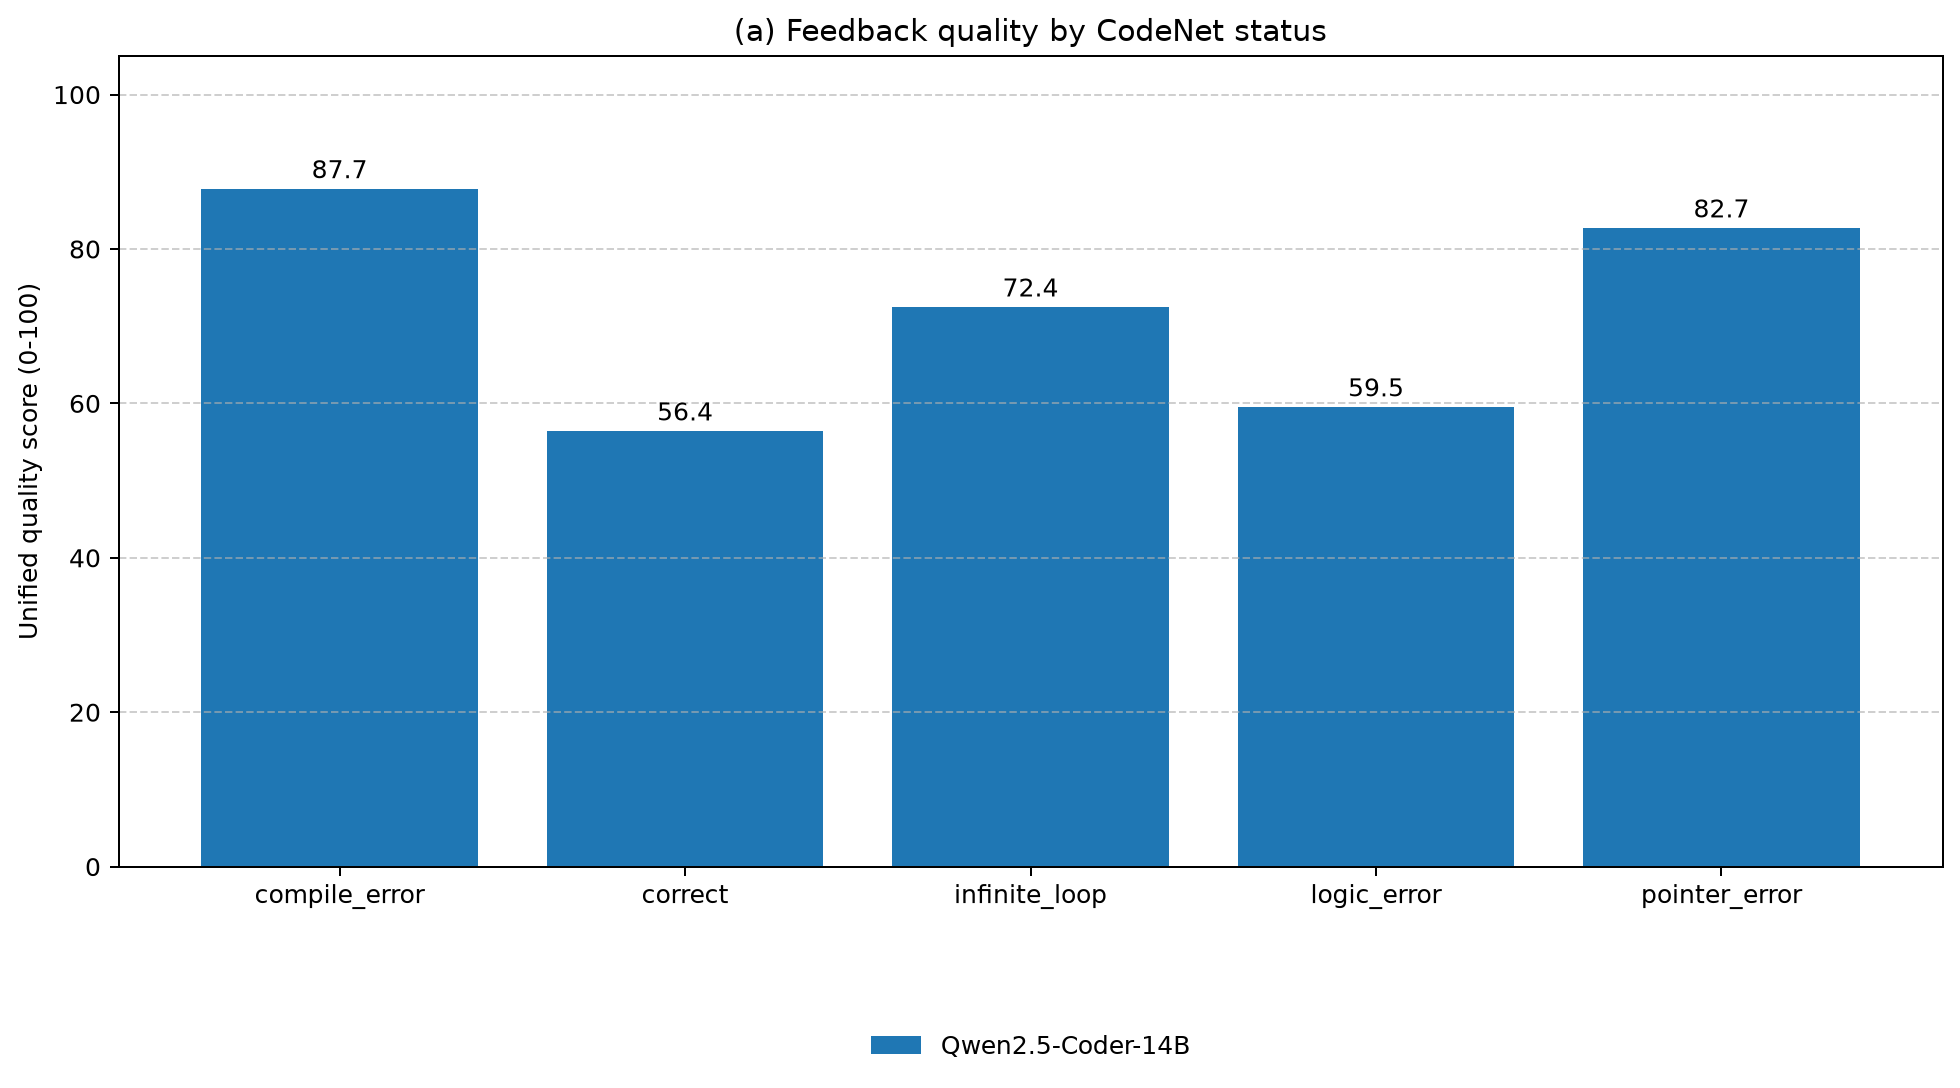 (a) Feedback quality by CodeNet status
Unified quality score (0-100)
100
80
60
40
20
0
87.7
56.4
72.4
59.5
82.7
compile_error
correct
infinite_loop
logic_error
pointer_error
Qwen2.5-Coder-14B